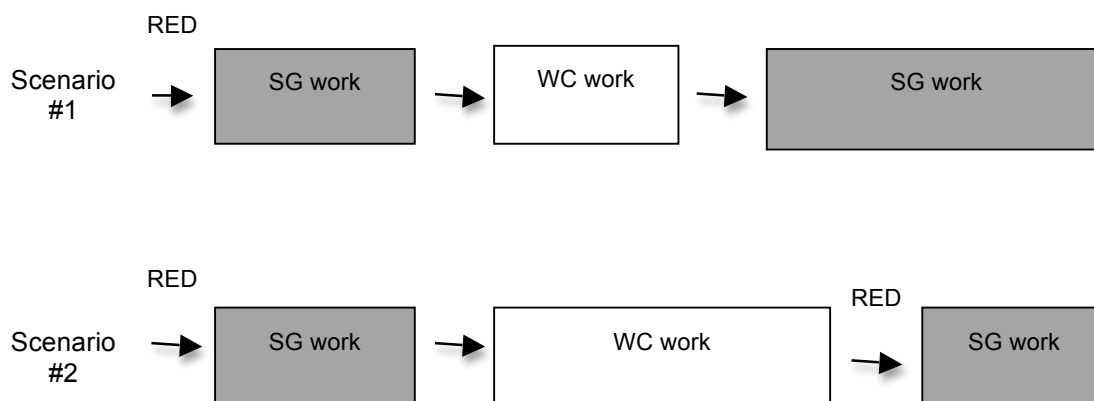 RED
Scenario
#1
SG work
WC work
SG work
RED
RED
Scenario
#2
SG work
WC work
SG work